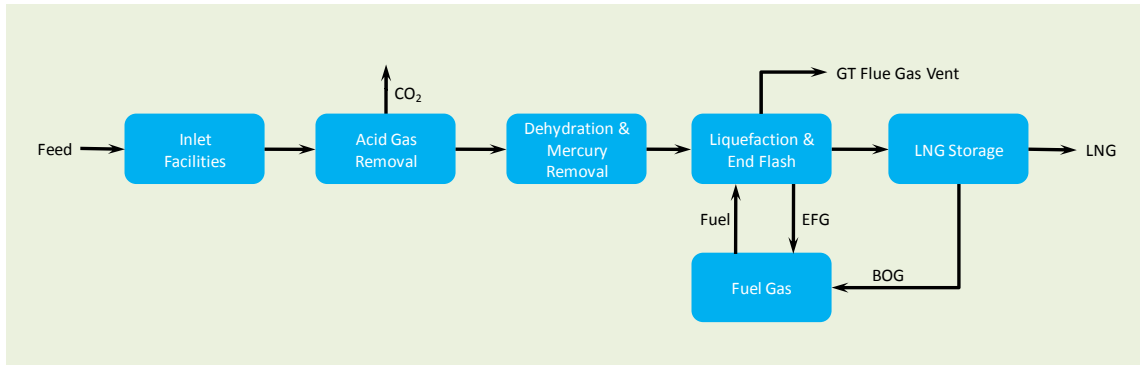 GT Flue Gas Vent
CO₂
Feed
Inlet
Facilities
Acid Gas
Removal
Dehydration &
Mercury
Removal
Liquefaction &
End Flash
LNG Storage
LNG
Fuel
EFG
BOG
Fuel Gas